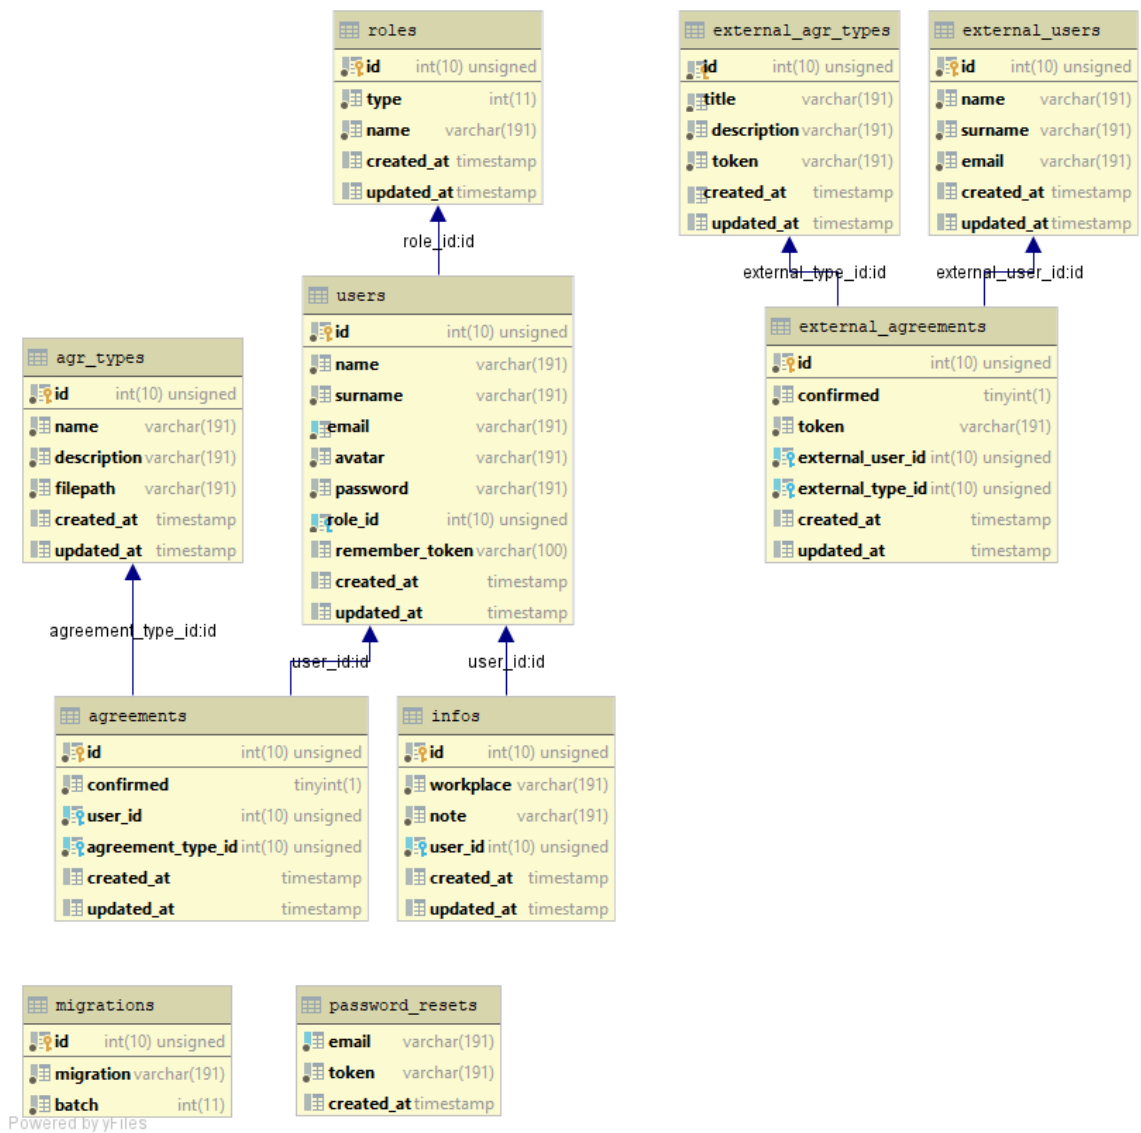 roles
id int(10) unsigned
type int(11)
name varchar(191)
created_at timestamp
updated_at timestamp
external_agr_types
id int(10) unsigned
title varchar(191)
description varchar(191)
token varchar(191)
created_at timestamp
updated_at timestamp
external_users
id int(10) unsigned
name varchar(191)
surname varchar(191)
email varchar(191)
created_at timestamp
updated_at timestamp
role_id:id
external_type_id:id
external_user_id:id
users
id int(10) unsigned
name varchar(191)
surname varchar(191)
email varchar(191)
avatar varchar(191)
password varchar(191)
role_id int(10) unsigned
remember_token varchar(100)
created_at timestamp
updated_at timestamp
external_agreements
id int(10) unsigned
confirmed tinyint(1)
token varchar(191)
external_user_id int(10) unsigned
external_type_id int(10) unsigned
created_at timestamp
updated_at timestamp
agr_types
id int(10) unsigned
name varchar(191)
description varchar(191)
filepath varchar(191)
created_at timestamp
updated_at timestamp
agreement_type_id:id
user_id:id
user_id:id
agreements
id int(10) unsigned
confirmed tinyint(1)
user_id int(10) unsigned
agreement_type_id int(10) unsigned
created_at timestamp
updated_at timestamp
infos
id int(10) unsigned
workplace varchar(191)
note varchar(191)
user_id int(10) unsigned
created_at timestamp
updated_at timestamp
migrations
id int(10) unsigned
migration varchar(191)
batch int(11)
password_resets
email varchar(191)
token varchar(191)
created_at timestamp
Powered by yFiles